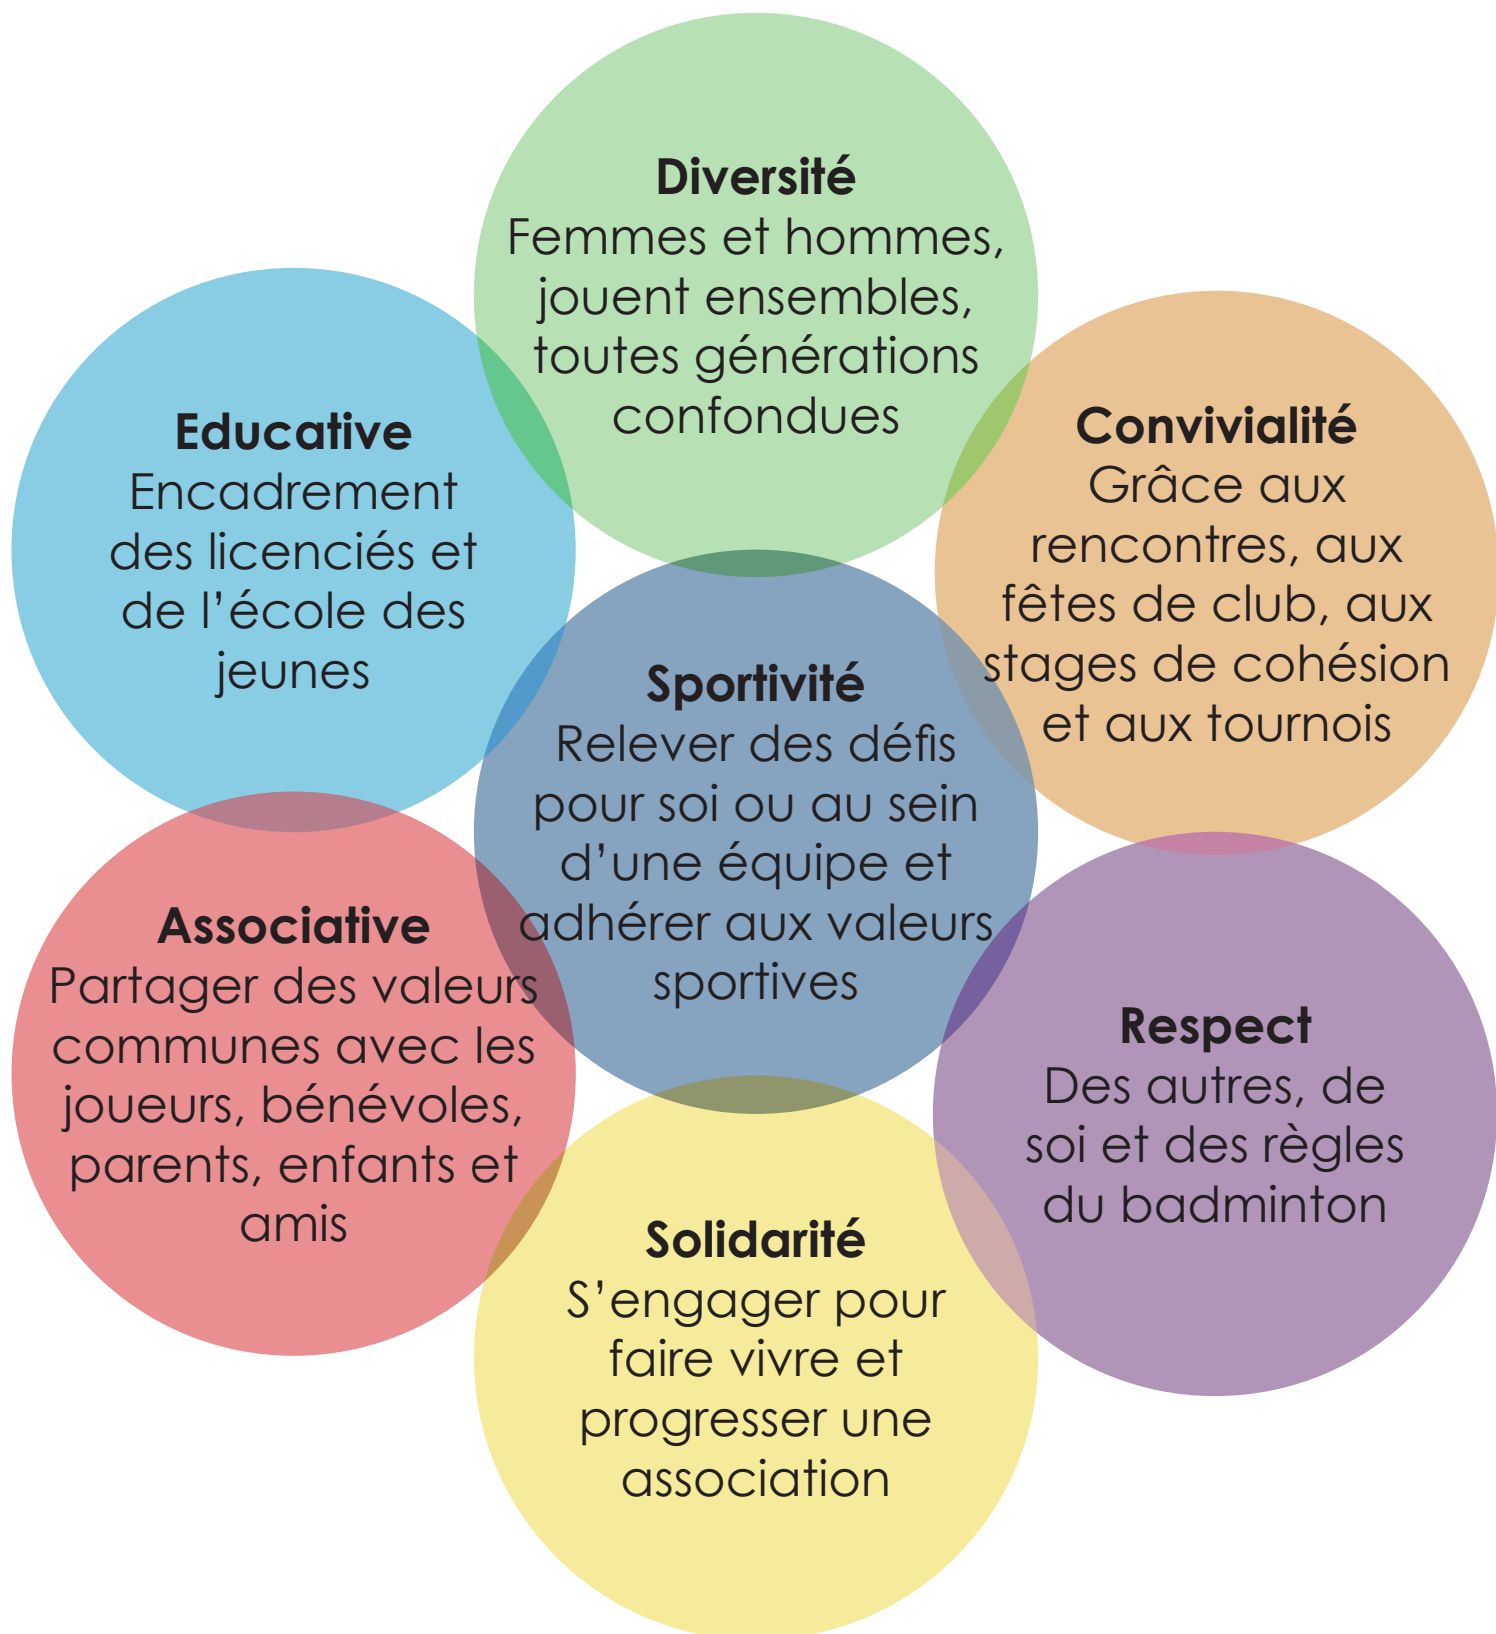 Diversité
Femmes et hommes,
jouent ensembles,
toutes générations
confondues
Educative
Encadrement
des licenciés et
de l'école des
jeunes
Convivialité
Grâce aux
rencontres, aux
fêtes de club, aux
stages de cohésion
et aux tournois
Sportivité
Relever des défis
pour soi ou au sein
d'une équipe et
adhérer aux valeurs
sportives
Associative
Partager des valeurs
communes avec les
joueurs, bénévoles,
parents, enfants et
amis
Respect
Des autres, de
soi et des règles
du badminton
Solidarité
S'engager pour
faire vivre et
progresser une
association